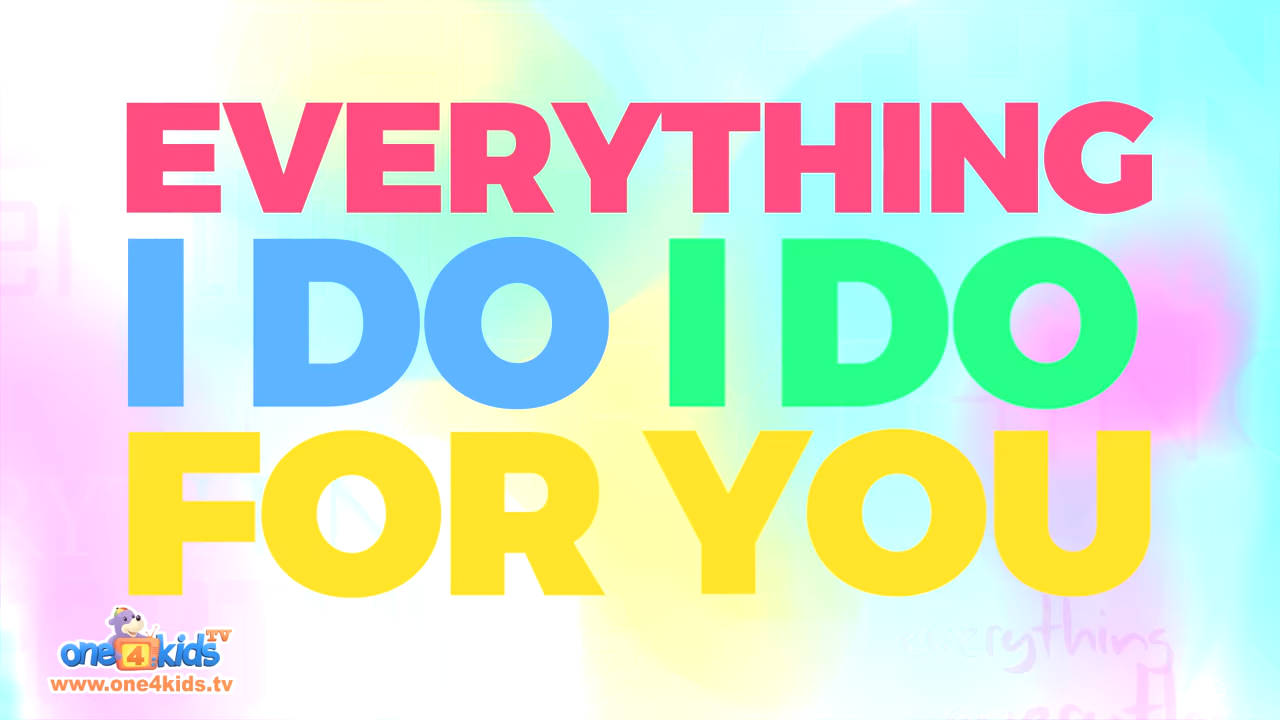 EVERYTHING
I DO I DO
FOR YOU
everything
one4kids TV
www.one4kids.tv